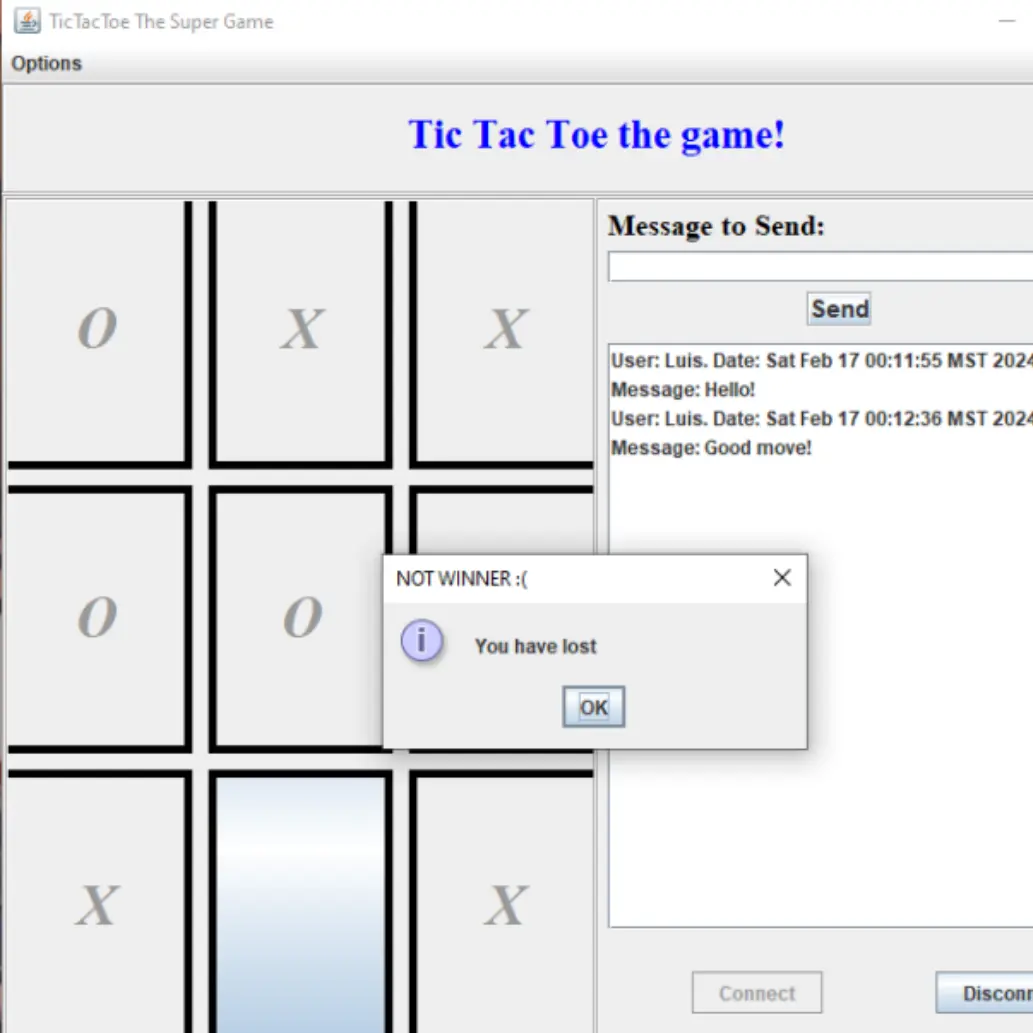 TicTacToe The Super Game
Options
Tic Tac Toe the game!
O X X
O O
X X
Message to Send:
Send
User: Luis. Date: Sat Feb 17 00:11:55 MST 2024
Message: Hello!
User: Luis. Date: Sat Feb 17 00:12:36 MST 2024
Message: Good move!
NOT WINNER :(
You have lost
OK
Connect
Disconn